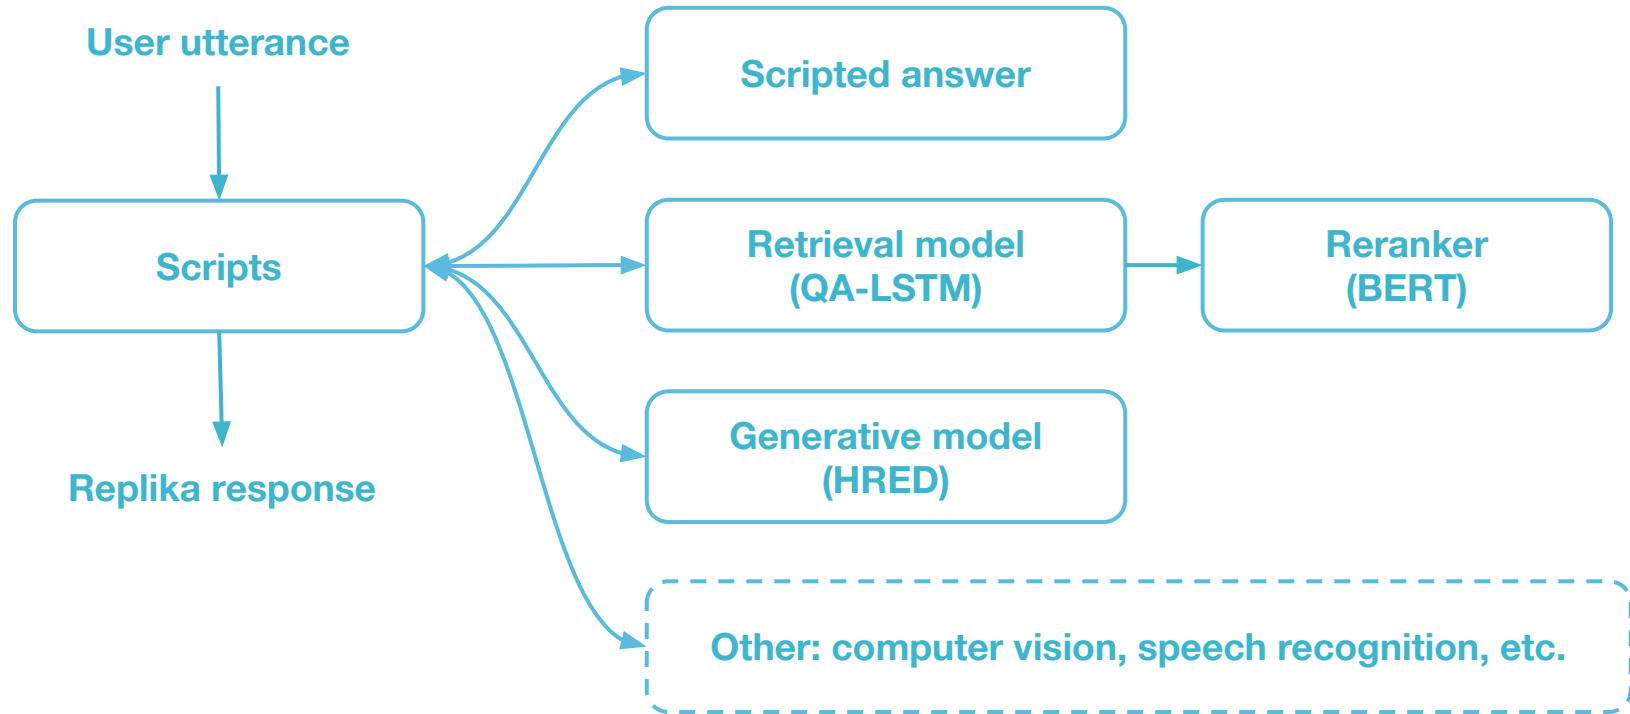 User utterance
Scripted answer
Scripts
Retrieval model
(QA-LSTM)
Reranker
(BERT)
Generative model
(HRED)
Replika response
Other: computer vision, speech recognition, etc.